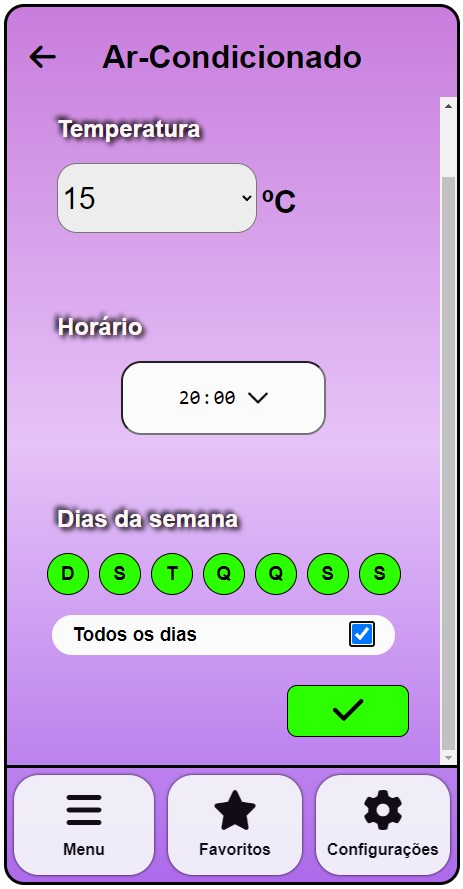 Ar-Condicionado
Temperatura
15 ºC
Horário
20:00
Dias da semana
D S T Q Q S S
Todos os dias
Menu Favoritos Configurações